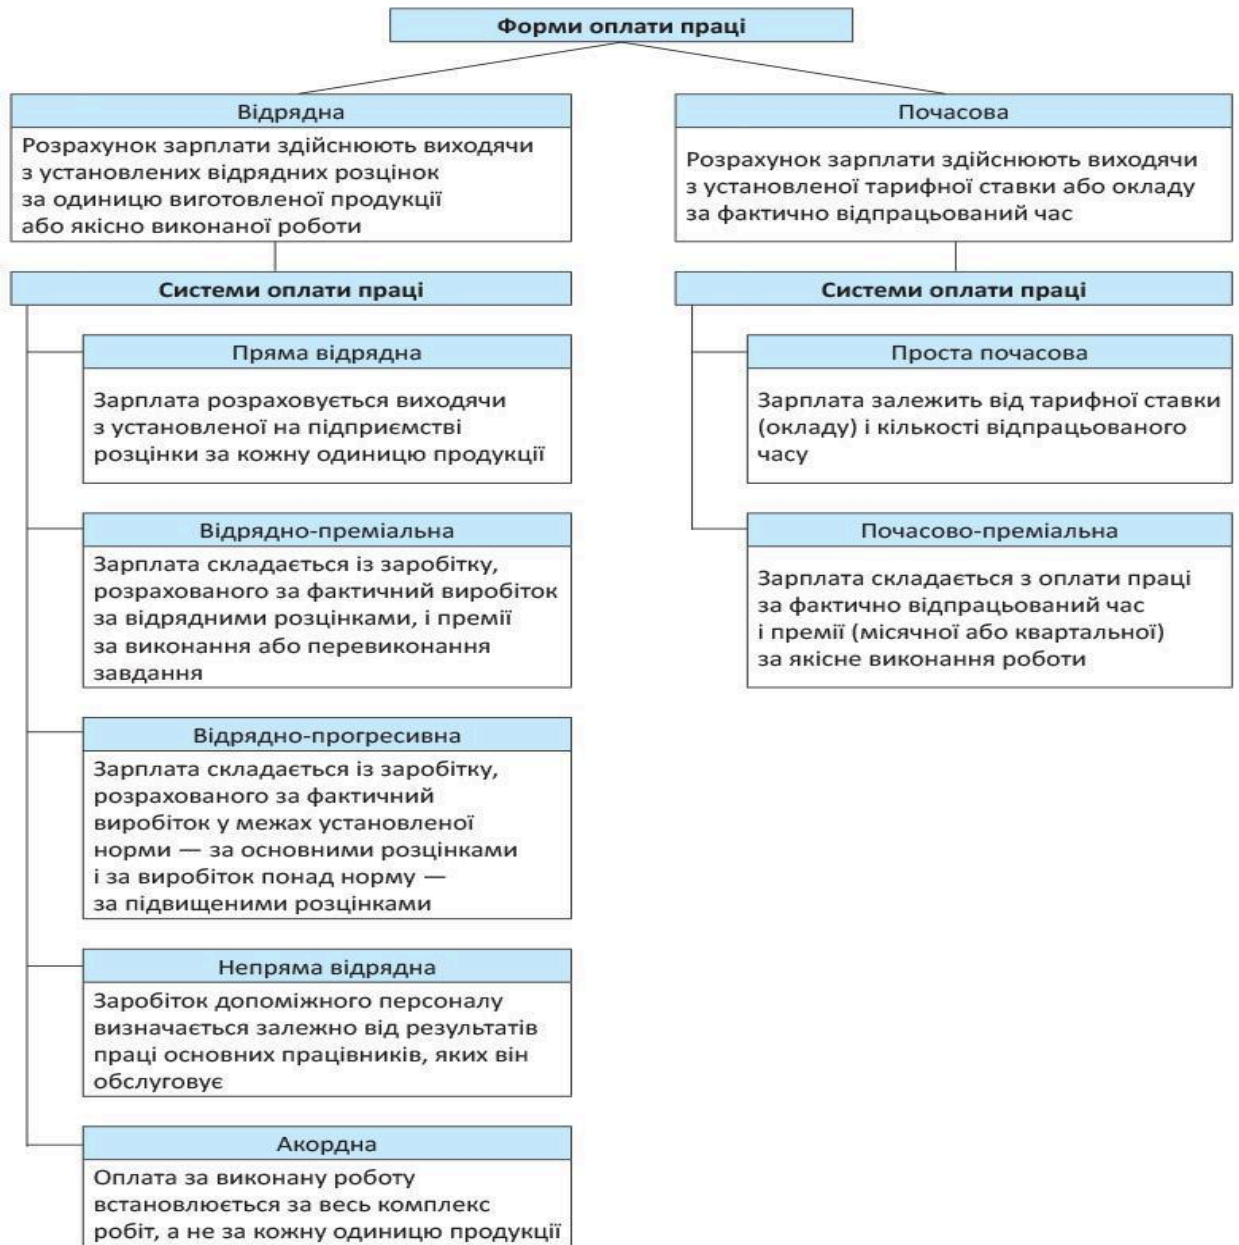 Форми оплати праці
Відрядна
Розрахунок зарплати здійснюють виходячи
з установлених відрядних розцінок
за одиницю виготовленої продукції
або якісно виконаної роботи
Системи оплати праці
Пряма відрядна
Зарплата розраховується виходячи
з установленої на підприємстві
розцінки за кожну одиницю продукції
Відрядно-преміальна
Зарплата складається із заробітку,
розрахованого за фактичний виробіток
за відрядними розцінками, і премії
за виконання або перевиконання
завдання
Відрядно-прогресивна
Зарплата складається із заробітку,
розрахованого за фактичний
виробіток у межах установленої
норми — за основними розцінками
і за виробіток понад норму —
за підвищеними розцінками
Непряма відрядна
Заробіток допоміжного персоналу
визначається залежно від результатів
праці основних працівників, яких він
обслуговує
Акордна
Оплата за виконану роботу
встановлюється за весь комплекс
робіт, а не за кожну одиницю продукції
Почасова
Розрахунок зарплати здійснюють виходячи
з установленої тарифної ставки або окладу
за фактично відпрацьований час
Системи оплати праці
Проста почасова
Зарплата залежить від тарифної ставки
(окладу) і кількості відпрацьованого
часу
Почасово-преміальна
Зарплата складається з оплати праці
за фактично відпрацьований час
і премії (місячної або квартальної)
за якісне виконання роботи